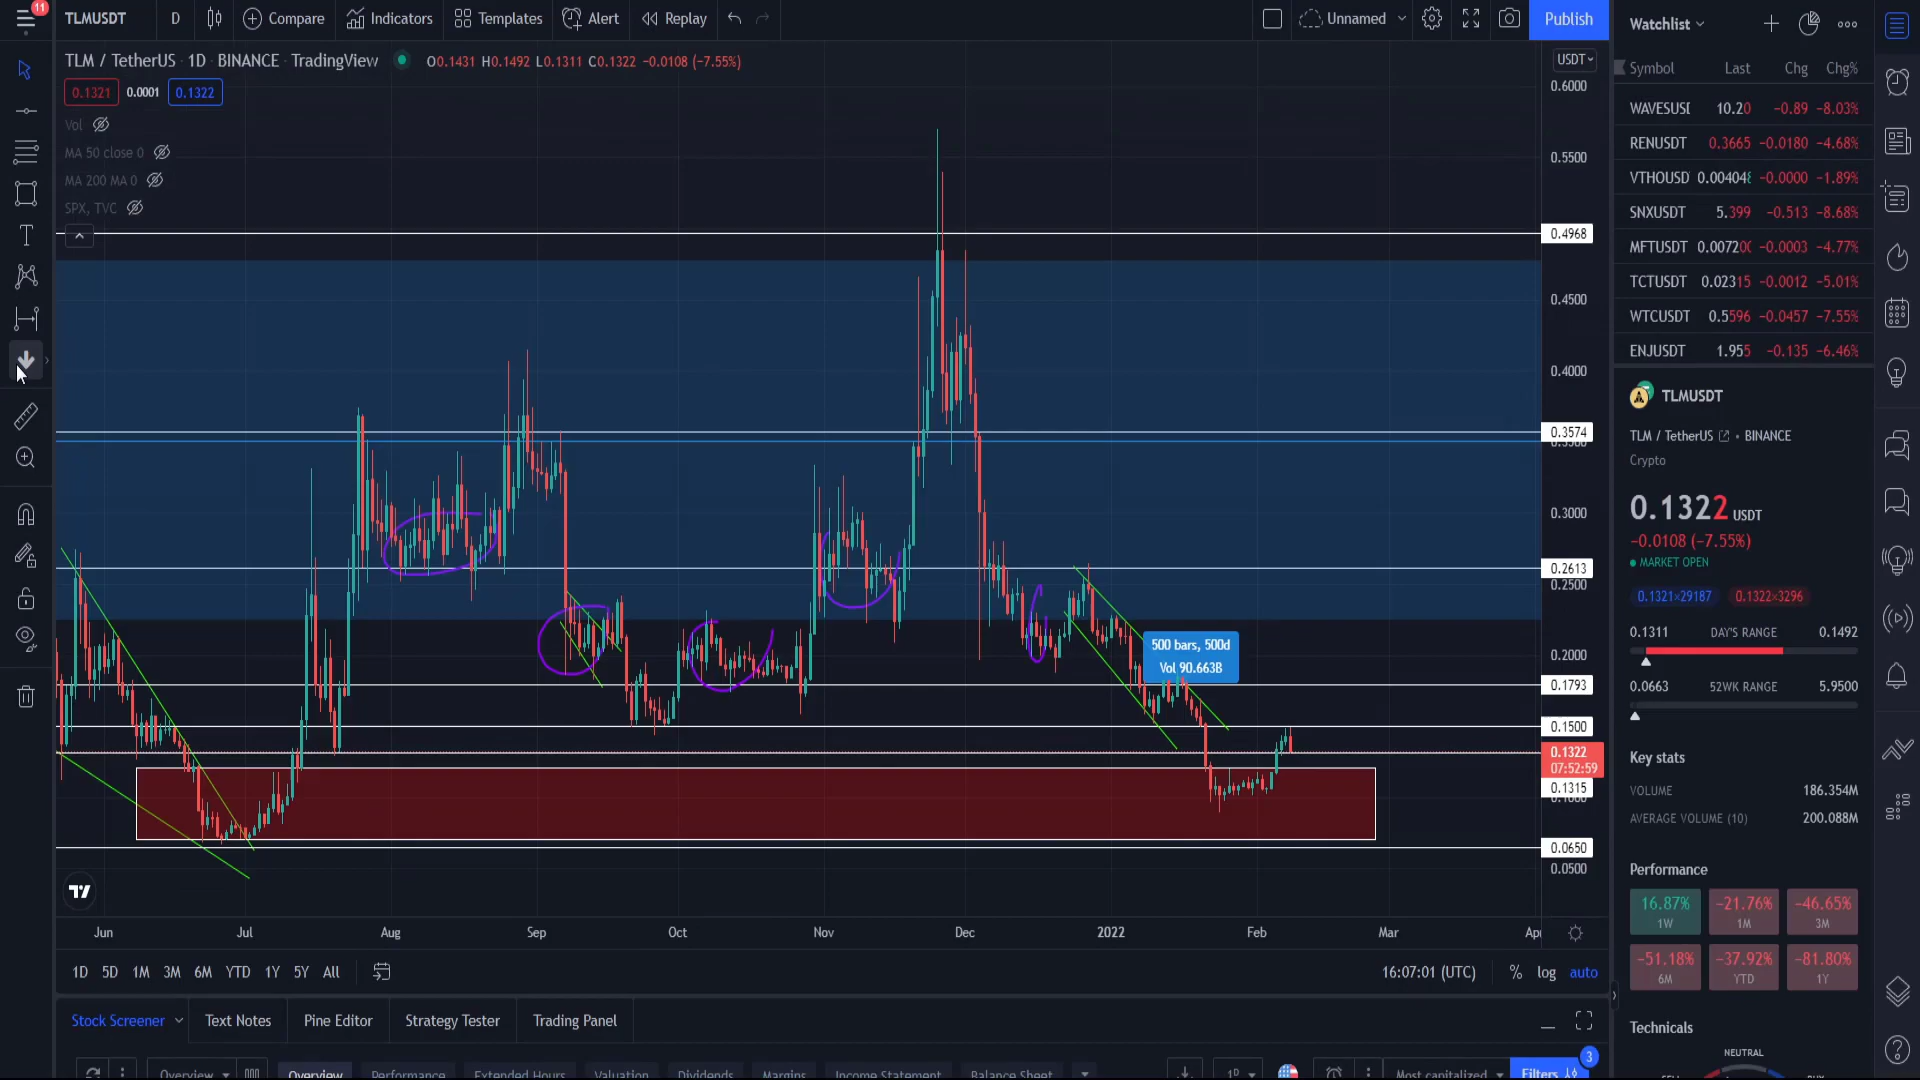 11
TLMUSDT D Compare Indicators Templates Alert Replay Unnamed Publish
TLM / TetherUS · 1D · BINANCE · TradingView O0.1431 H0.1492 L0.1311 C0.1322 −0.0108 (−7.55%)
0.1321 0.0001 0.1322
Vol
MA 50 close 0
MA 200 MA 0
SPX, TVC
USDT
0.6000
0.5500
0.4968
0.4500
0.4000
0.3574
0.3000
0.2613
0.2500
0.2000
0.1793
0.1500
0.1322
07:52:59
0.1315
0.0650
0.0500
500 bars, 500d
Vol 90.663B
Jun Jul Aug Sep Oct Nov Dec 2022 Feb Mar
1D 5D 1M 3M 6M YTD 1Y 5Y All 16:07:01 (UTC) % log auto
Stock Screener Text Notes Pine Editor Strategy Tester Trading Panel
Overview Overview Performance Extended Hours Valuation Dividends Margins Income Statement Balance Sheet 1D Most capitalized Filters 3
Watchlist
Symbol Last Chg Chg%
WAVESUSD 10.20 −0.89 −8.03%
RENUSDT 0.3665 −0.0180 −4.68%
VTHOUSD 0.004048 −0.0000 −1.89%
SNXUSDT 5.399 −0.513 −8.68%
MFTUSDT 0.007200 −0.0003 −4.77%
TCTUSDT 0.02315 −0.0012 −5.01%
WTCUSDT 0.5596 −0.0457 −7.55%
ENJUSDT 1.955 −0.135 −6.46%
TLMUSDT
TLM / TetherUS · BINANCE
Crypto
0.1322 USDT
−0.0108 (−7.55%)
MARKET OPEN
0.1321×29187 0.1322×3296
0.1311 DAY'S RANGE 0.1492
0.0663 52WK RANGE 5.9500
Key stats
VOLUME 186.354M
AVERAGE VOLUME (10) 200.088M
Performance
16.87% −21.76% −46.65%
1W 1M 3M
−51.18% −37.92% −81.80%
6M YTD 1Y
Technicals
NEUTRAL